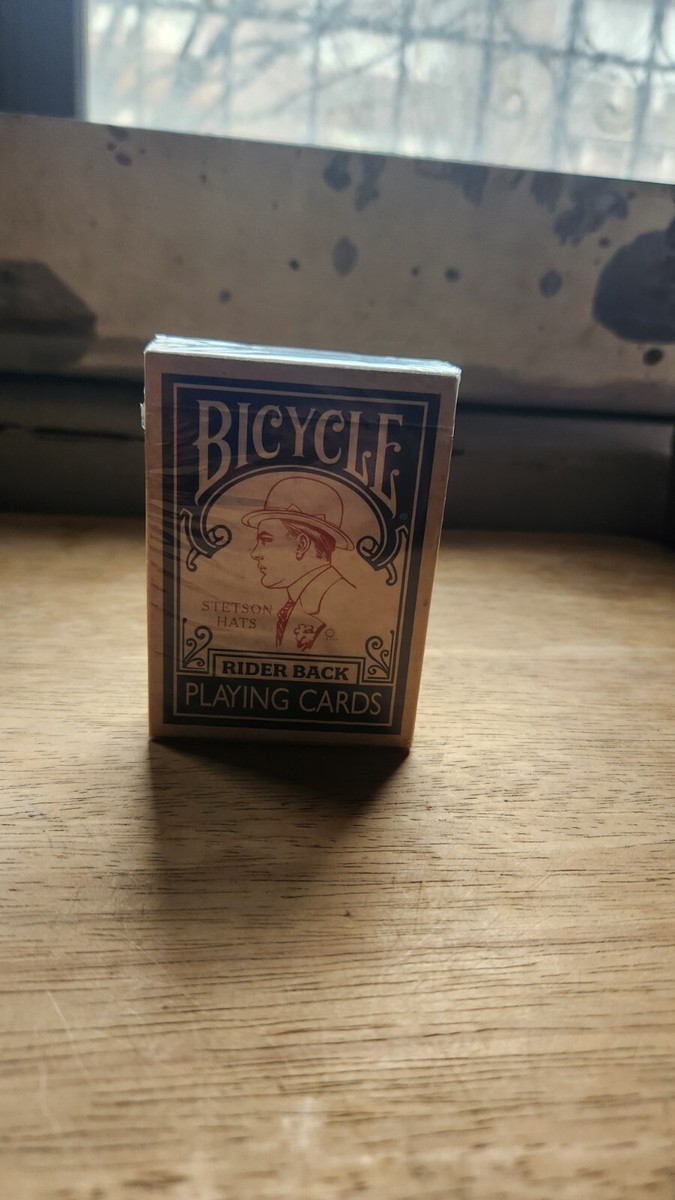 BICYCLE
STETSON
HATS
RIDER BACK
PLAYING CARDS